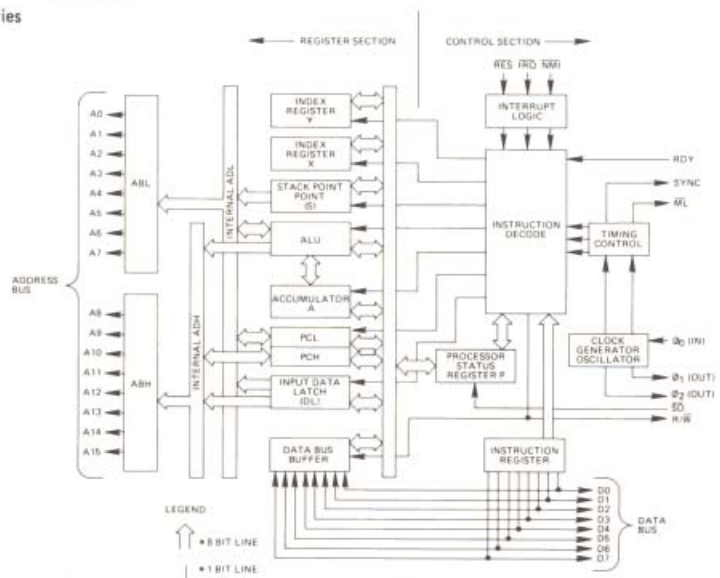 ies
REGISTER SECTION
CONTROL SECTION
RES IRQ NMI
INTERRUPT
LOGIC
INDEX
REGISTER
Y
INDEX
REGISTER
X
STACK POINT
POINT
(S)
ALU
ACCUMULATOR
A
PCL
PCH
INPUT DATA
LATCH
(DL)
DATA BUS
BUFFER
INTERNAL ADL
INTERNAL ADH
ABL
ABH
ADDRESS
BUS
A0
A1
A2
A3
A4
A5
A6
A7
A8
A9
A10
A11
A12
A13
A14
A15
INSTRUCTION
DECODE
RDY
SYNC
ML
TIMING
CONTROL
CLOCK
GENERATOR
OSCILLATOR
Ø0 (IN)
Ø1 (OUT)
Ø2 (OUT)
SO
R/W
PROCESSOR
STATUS
REGISTER P
INSTRUCTION
REGISTER
D0
D1
D2
D3
D4
D5
D6
D7
DATA
BUS
LEGEND
= 8 BIT LINE
= 1 BIT LINE